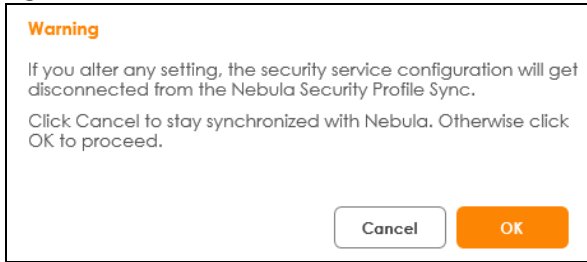 Warning
If you alter any setting, the security service configuration will get
disconnected from the Nebula Security Profile Sync.
Click Cancel to stay synchronized with Nebula. Otherwise click
OK to proceed.
Cancel OK